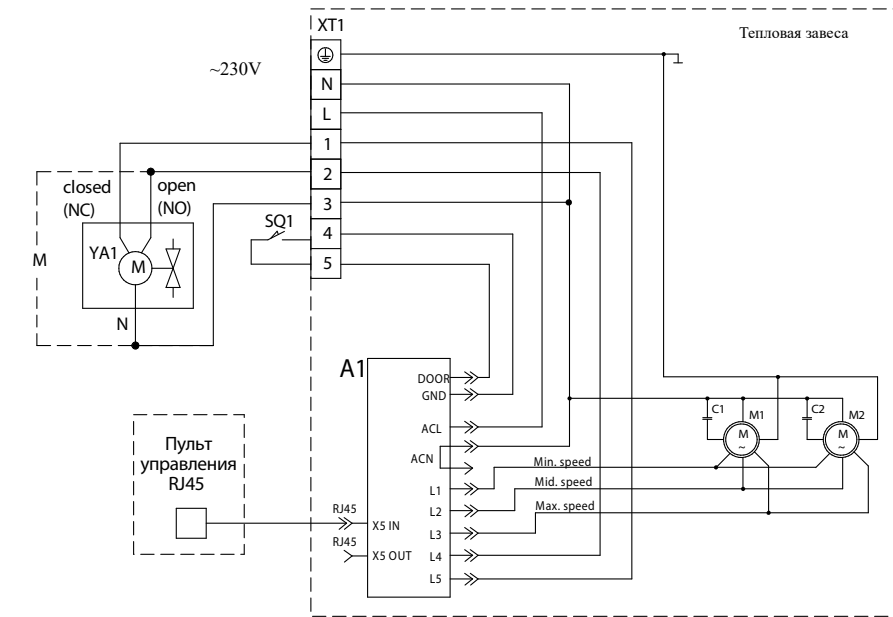 XT1
Тепловая завеса
~230V
N
L
1
2
3
4
5
closed
(NC)
open
(NO)
SQ1
YA1
M
M
N
A1
DOOR
GND
ACL
ACN
L1
L2
L3
L4
L5
Min. speed
Mid. speed
Max. speed
C1
M1
M
~
C2
M2
M
~
Пульт
управления
RJ45
RJ45
X5 IN
RJ45
X5 OUT